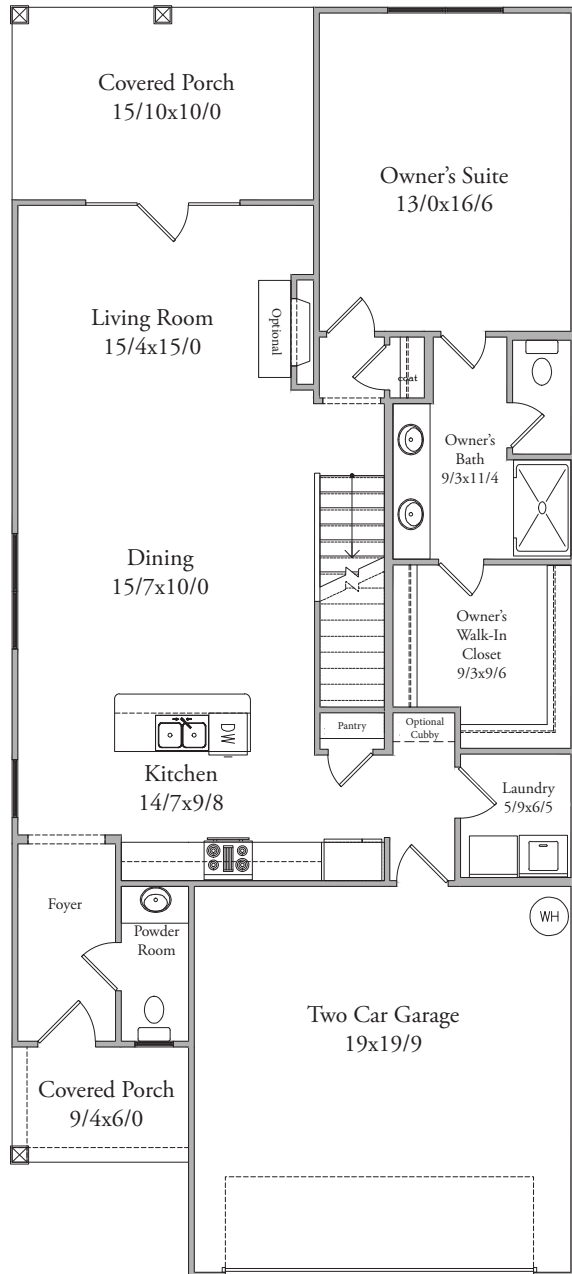 Covered Porch
15/10x10/0
Owner's Suite
13/0x16/6
Living Room
15/4x15/0
Optional
coat
Owner's
Bath
9/3x11/4
Dining
15/7x10/0
Owner's
Walk-In
Closet
9/3x9/6
DW
Pantry
Optional
Cubby
Kitchen
14/7x9/8
Laundry
5/9x6/5
Foyer
Powder
Room
WH
Two Car Garage
19x19/9
Covered Porch
9/4x6/0